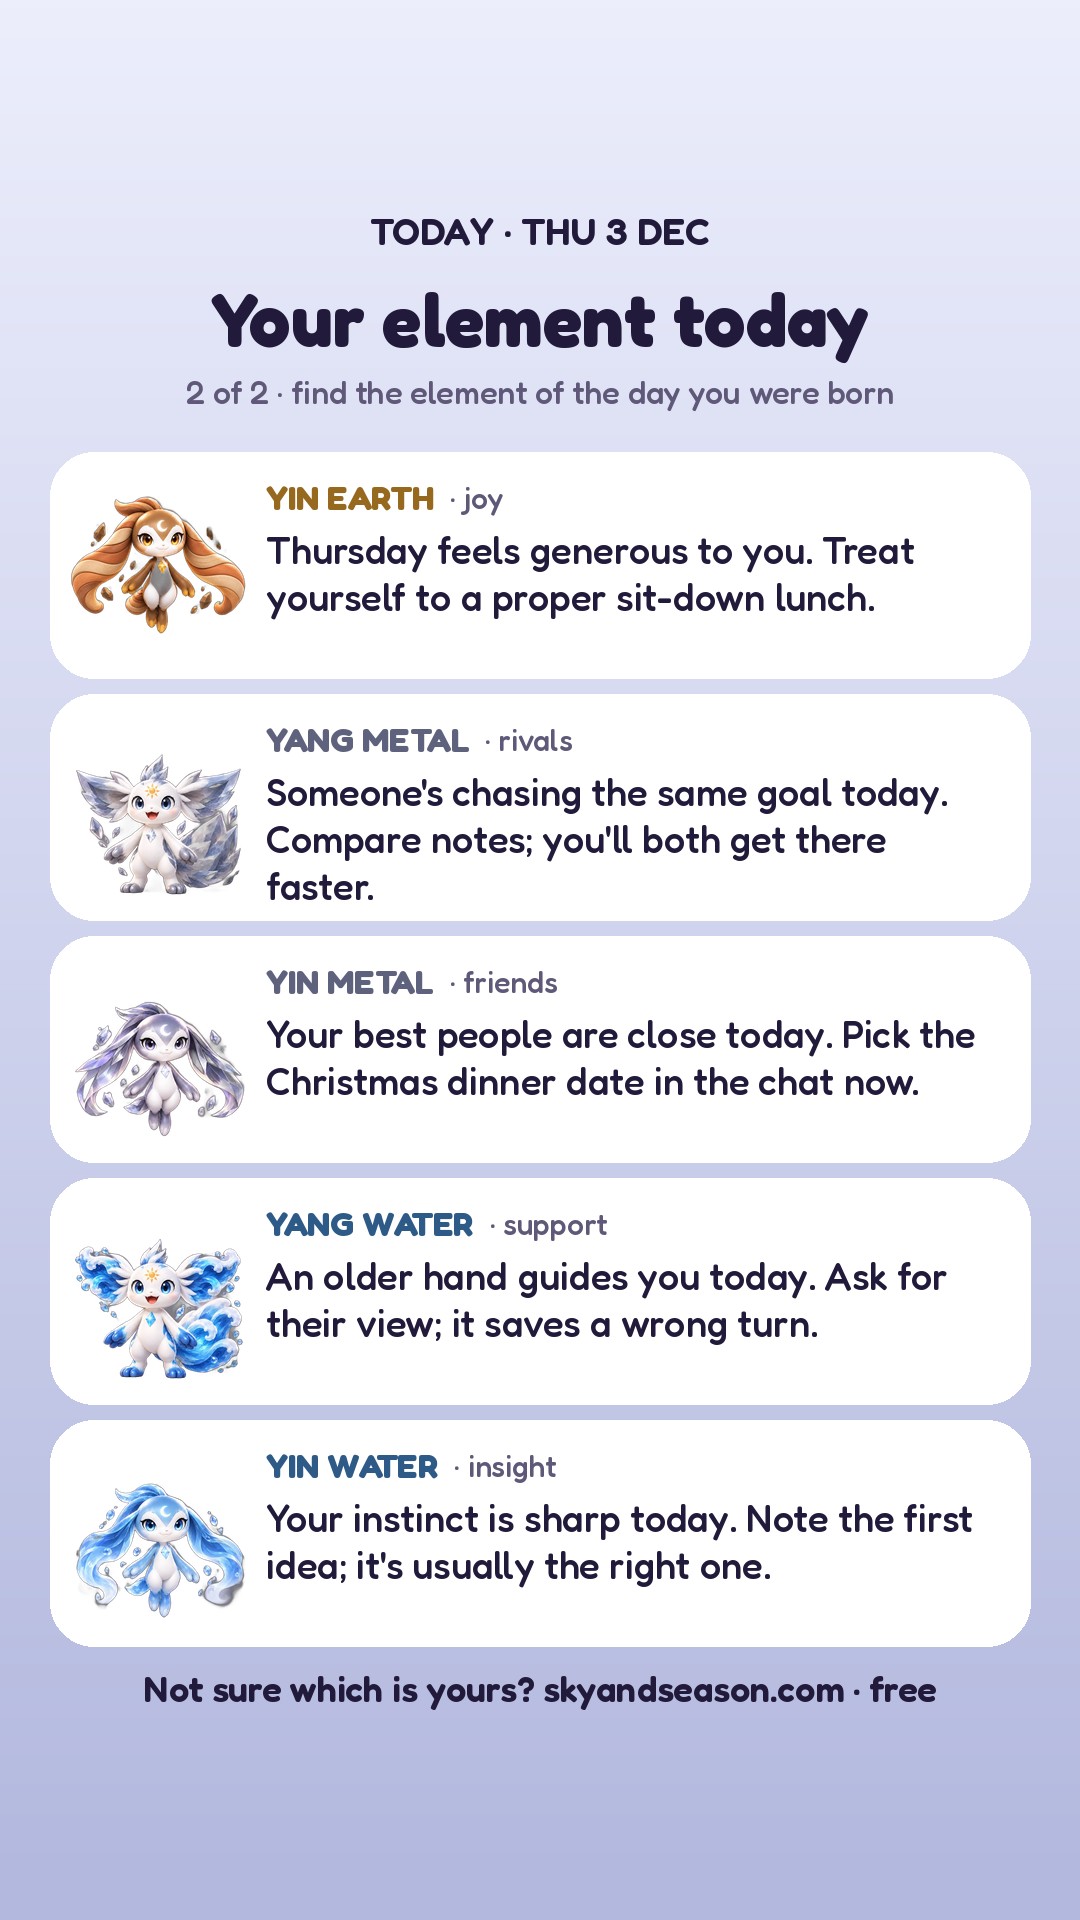 TODAY · THU 3 DEC
Your element today
2 of 2 · find the element of the day you were born
YIN EARTH · joy
Thursday feels generous to you. Treat
yourself to a proper sit-down lunch.
YANG METAL · rivals
Someone's chasing the same goal today.
Compare notes; you'll both get there
faster.
YIN METAL · friends
Your best people are close today. Pick the
Christmas dinner date in the chat now.
YANG WATER · support
An older hand guides you today. Ask for
their view; it saves a wrong turn.
YIN WATER · insight
Your instinct is sharp today. Note the first
idea; it's usually the right one.
Not sure which is yours? skyandseason.com · free